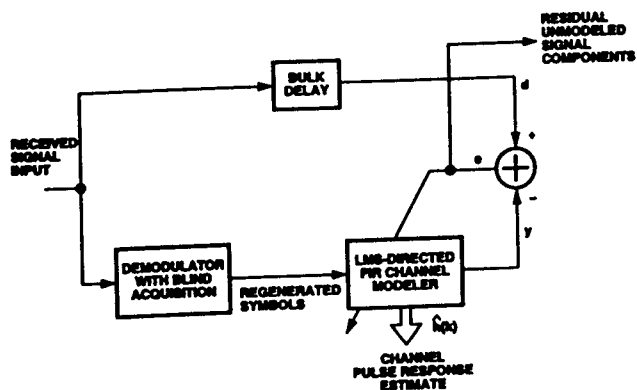 RESIDUAL
UNMODELED
SIGNAL
COMPONENTS
BULK
DELAY
d
+
RECEIVED
SIGNAL
INPUT
e
−
y
DEMODULATOR
WITH BLIND
ACQUISITION
REGENERATED
SYMBOLS
LMS-DIRECTED
FIR CHANNEL
MODELER
ĥ(k)
CHANNEL
PULSE RESPONSE
ESTIMATE